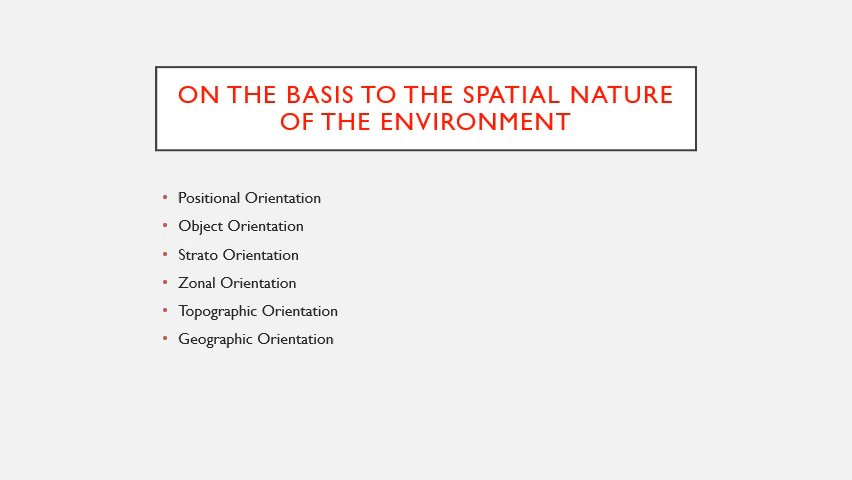 ON THE BASIS TO THE SPATIAL NATURE
OF THE ENVIRONMENT
• Positional Orientation
• Object Orientation
• Strato Orientation
• Zonal Orientation
• Topographic Orientation
• Geographic Orientation